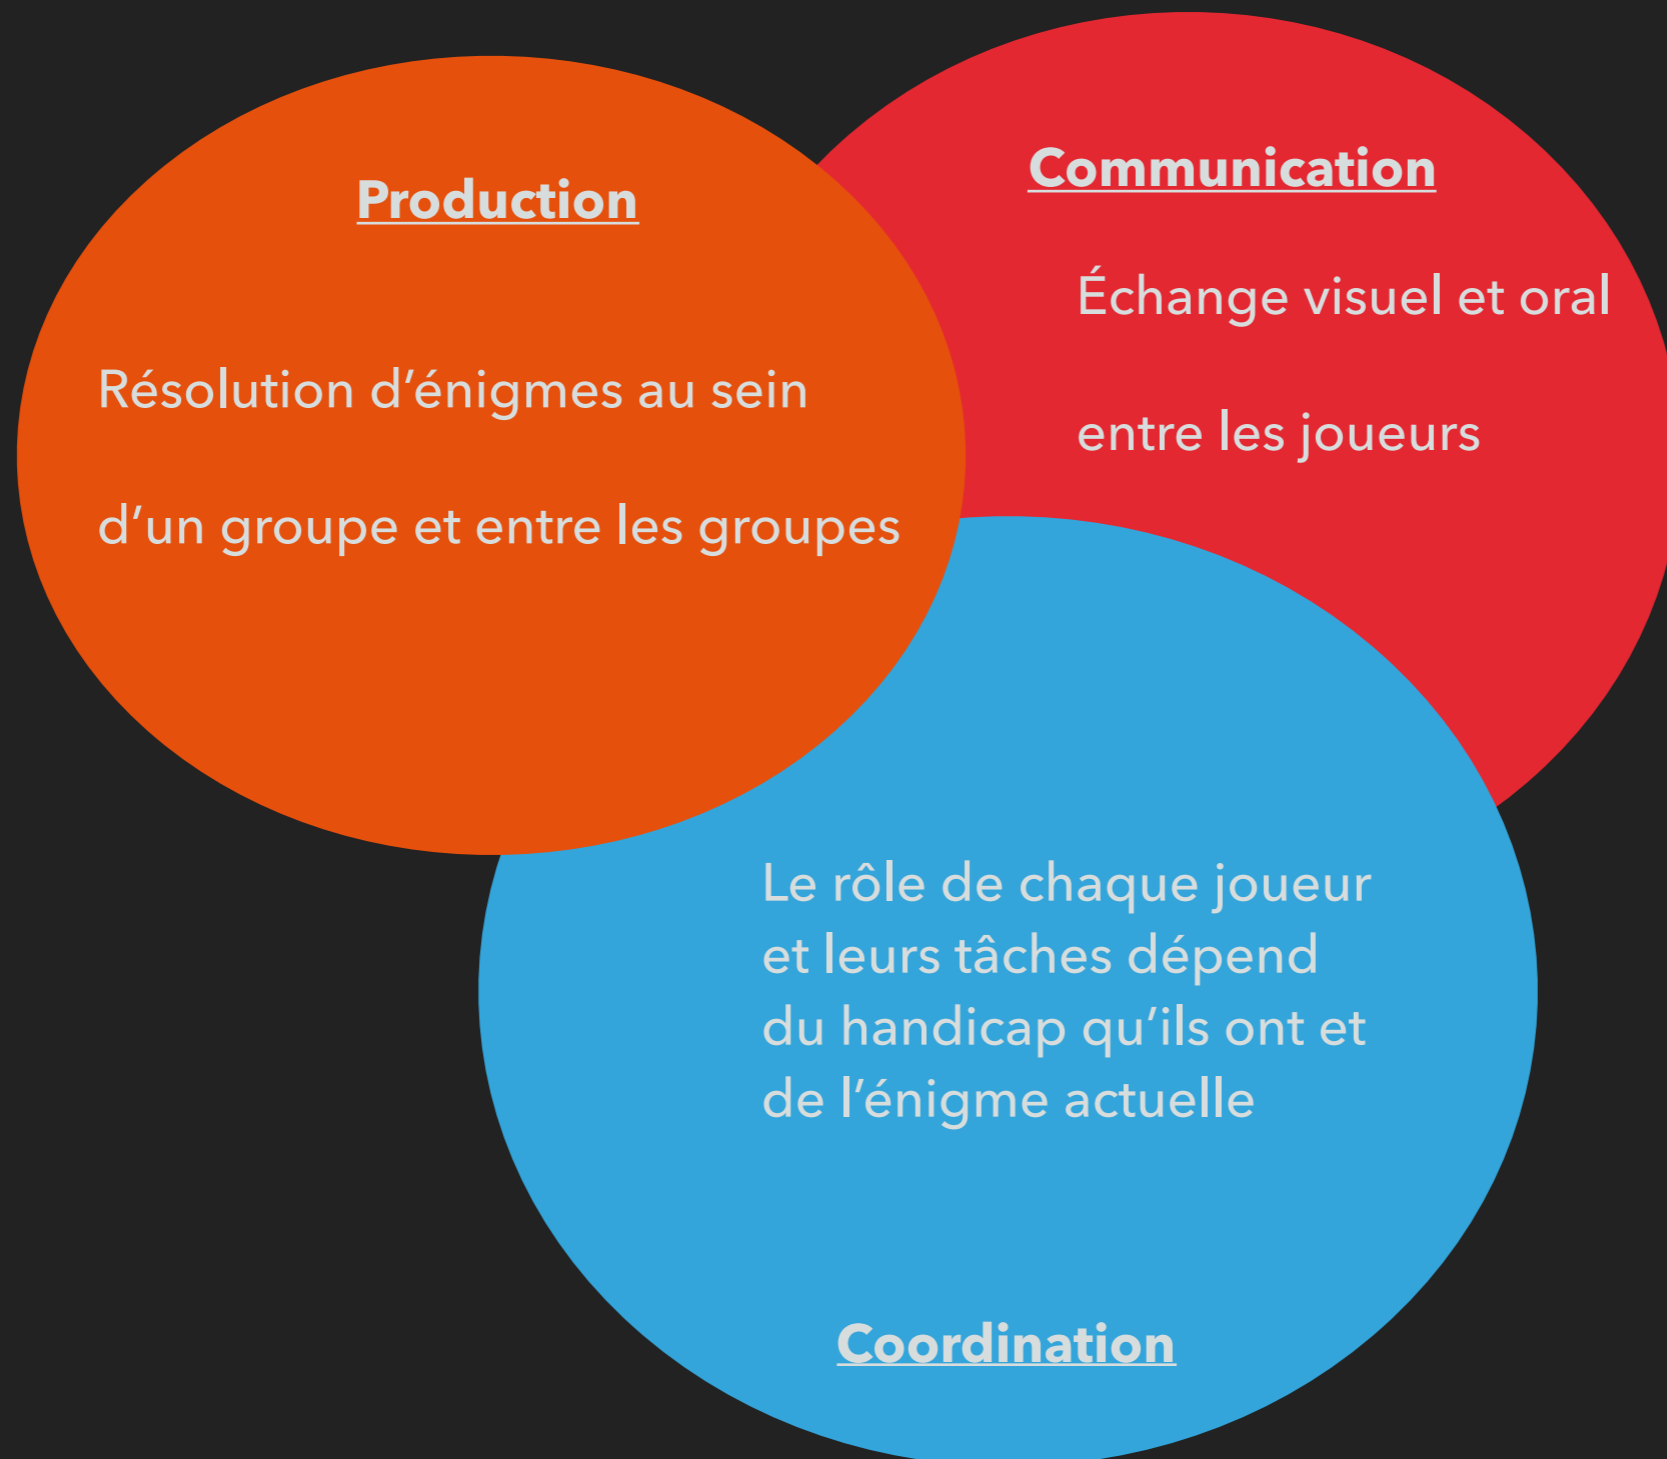 Production
Résolution d’énigmes au sein
d’un groupe et entre les groupes
Communication
Échange visuel et oral
entre les joueurs
Le rôle de chaque joueur
et leurs tâches dépend
du handicap qu’ils ont et
de l’énigme actuelle
Coordination